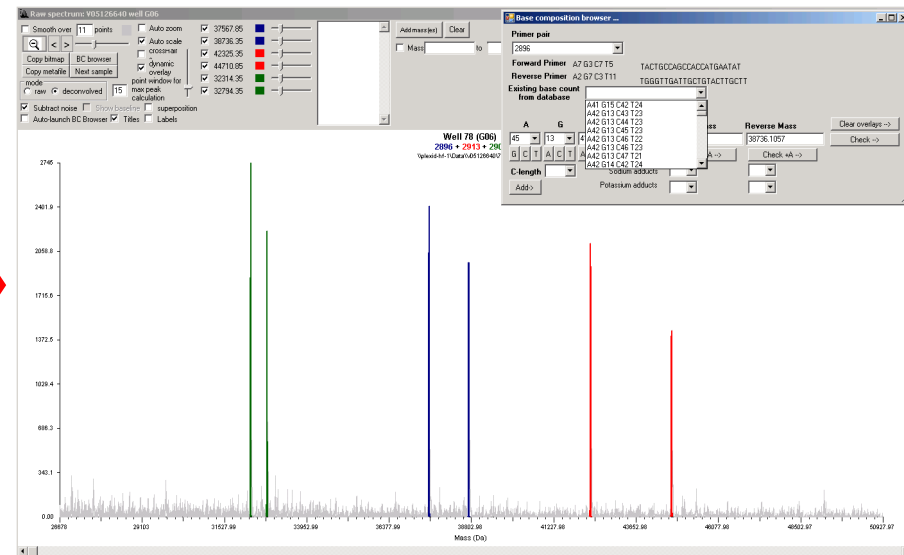 Raw spectrum: V05126640 well G06
Smooth over 11 points
Auto zoom
Auto scale
crosshair
dynamic overlay
< >
Copy bitmap BC browser
Copy metafile Next sample
mode
raw deconvolved
15 point window for max peak calculation
Subtract noise Show baseline superposition
Auto-launch BC Browser Titles Labels
37567.85
38736.35
42325.35
44710.85
32314.35
32794.35
Add mass(es) Clear
Mass to
Base composition browser ...
Primer pair
2896
Forward Primer A7 G3 C7 T5 TACTGCCAGCCACCATGAATAT
Reverse Primer A2 G7 C3 T11 TGGGTTGATTGCTGTACTTGCTT
Existing base count from database
A41 G15 C42 T24
A42 G13 C43 T23
A42 G13 C44 T23
A42 G13 C45 T23
A42 G13 C46 T22
A42 G13 C46 T23
A42 G13 C47 T21
A42 G14 C42 T24
A G
45 13
G C T A C T
C-length
Add->
Sodium adducts
Potassium adducts
Reverse Mass
38736.1057
Check +A -->
Clear overlays -->
Check -->
Well 78 (G06)
2896 + 2913 +
2746
2401.9
2058.8
1715.6
1372.5
1029.4
686.3
343.1
0.00
26678 29103 31527.99 33952.99 36377.99 38802.98 41227.98 43652.98 46077.98 48502.97 50927.97
Mass (Da)